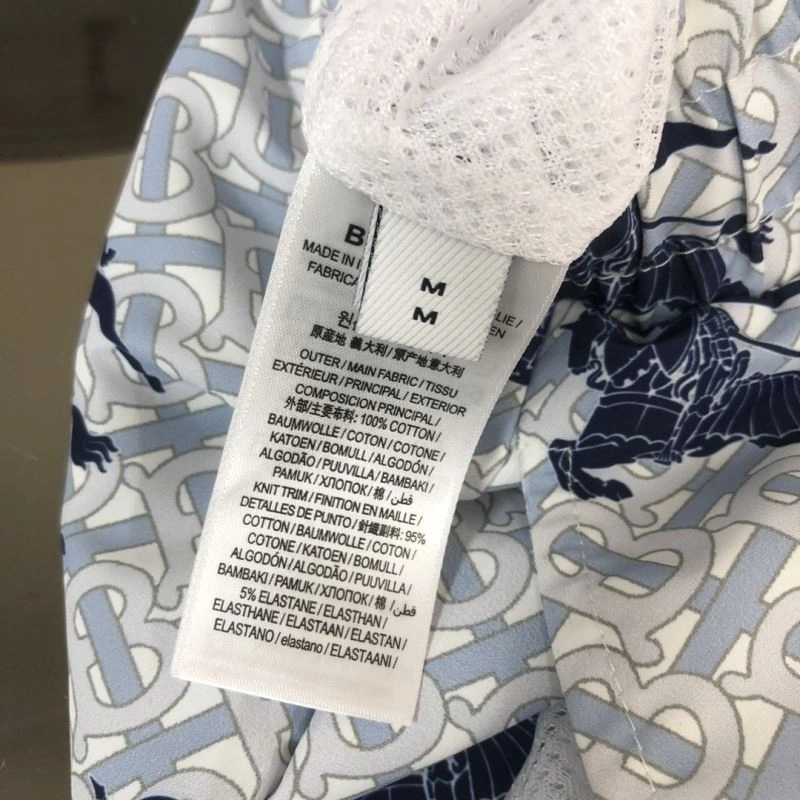 B
MADE IN I
FABRICA
M
M
LIE /
EN
원
原産地 義大利 / 原产地意大利
OUTER / MAIN FABRIC / TISSU
EXTÉRIEUR / PRINCIPAL / EXTERIOR
COMPOSICION PRINCIPAL /
外部/主要布料: 100% COTTON /
BAUMWOLLE / COTON / COTONE /
KATOEN / BOMULL / ALGODÓN /
ALGODÃO / PUUVILLA / BAMBAKI /
PAMUK / ХЛОПОК / 棉 / قطن /
KNIT TRIM / FINITION EN MAILLE /
DETALLES DE PUNTO / 針織副料: 95%
COTTON / BAUMWOLLE / COTON /
COTONE / KATOEN / BOMULL /
ALGODÓN / ALGODÃO / PUUVILLA /
BAMBAKI / PAMUK / ХЛОПОК / 棉 / قطن /
5% ELASTANE / ELASTHAN /
ELASTHANE / ELASTAAN / ELASTAN /
ELASTANO / elastano / ELASTAANI /